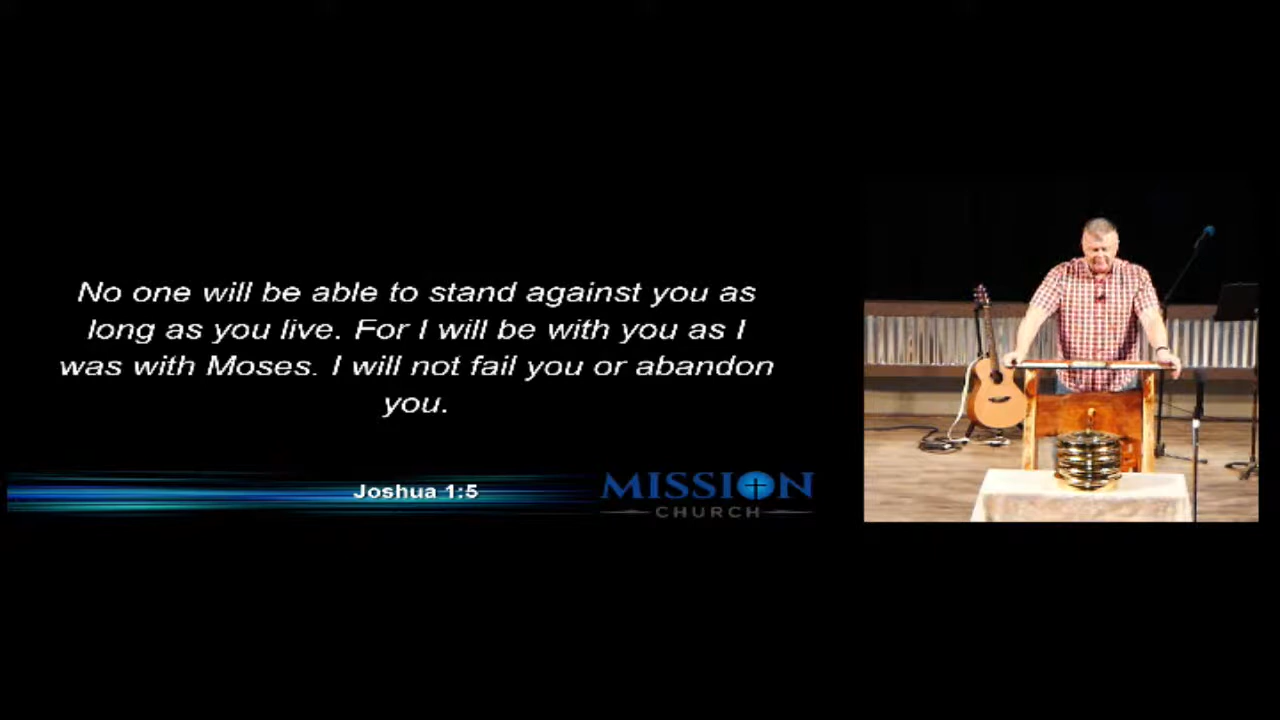 No one will be able to stand against you as
long as you live. For I will be with you as I
was with Moses. I will not fail you or abandon
you.
Joshua 1:5
MISSION
CHURCH